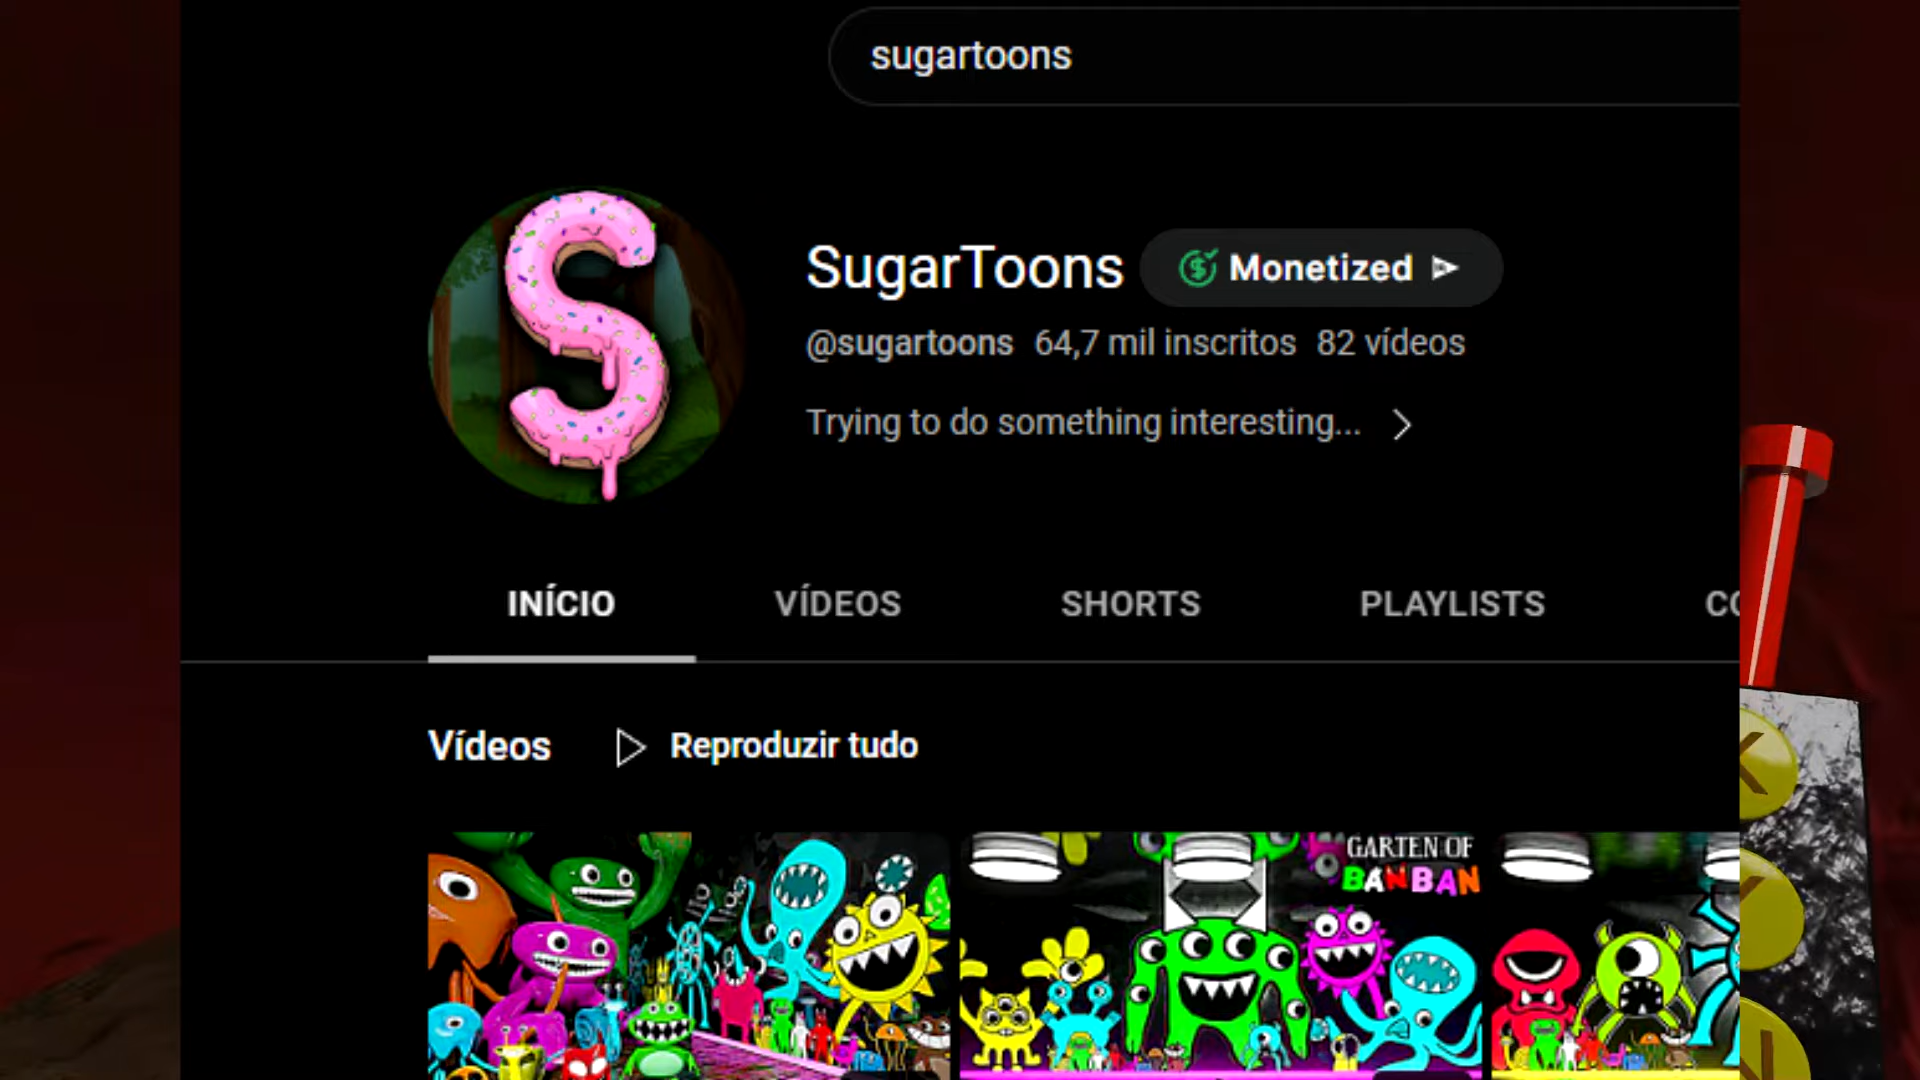 sugartoons
SugarToons Monetized
@sugartoons 64,7 mil inscritos 82 vídeos
Trying to do something interesting...
INÍCIO VÍDEOS SHORTS PLAYLISTS CO
Vídeos Reproduzir tudo
GARTEN OF
BANBAN